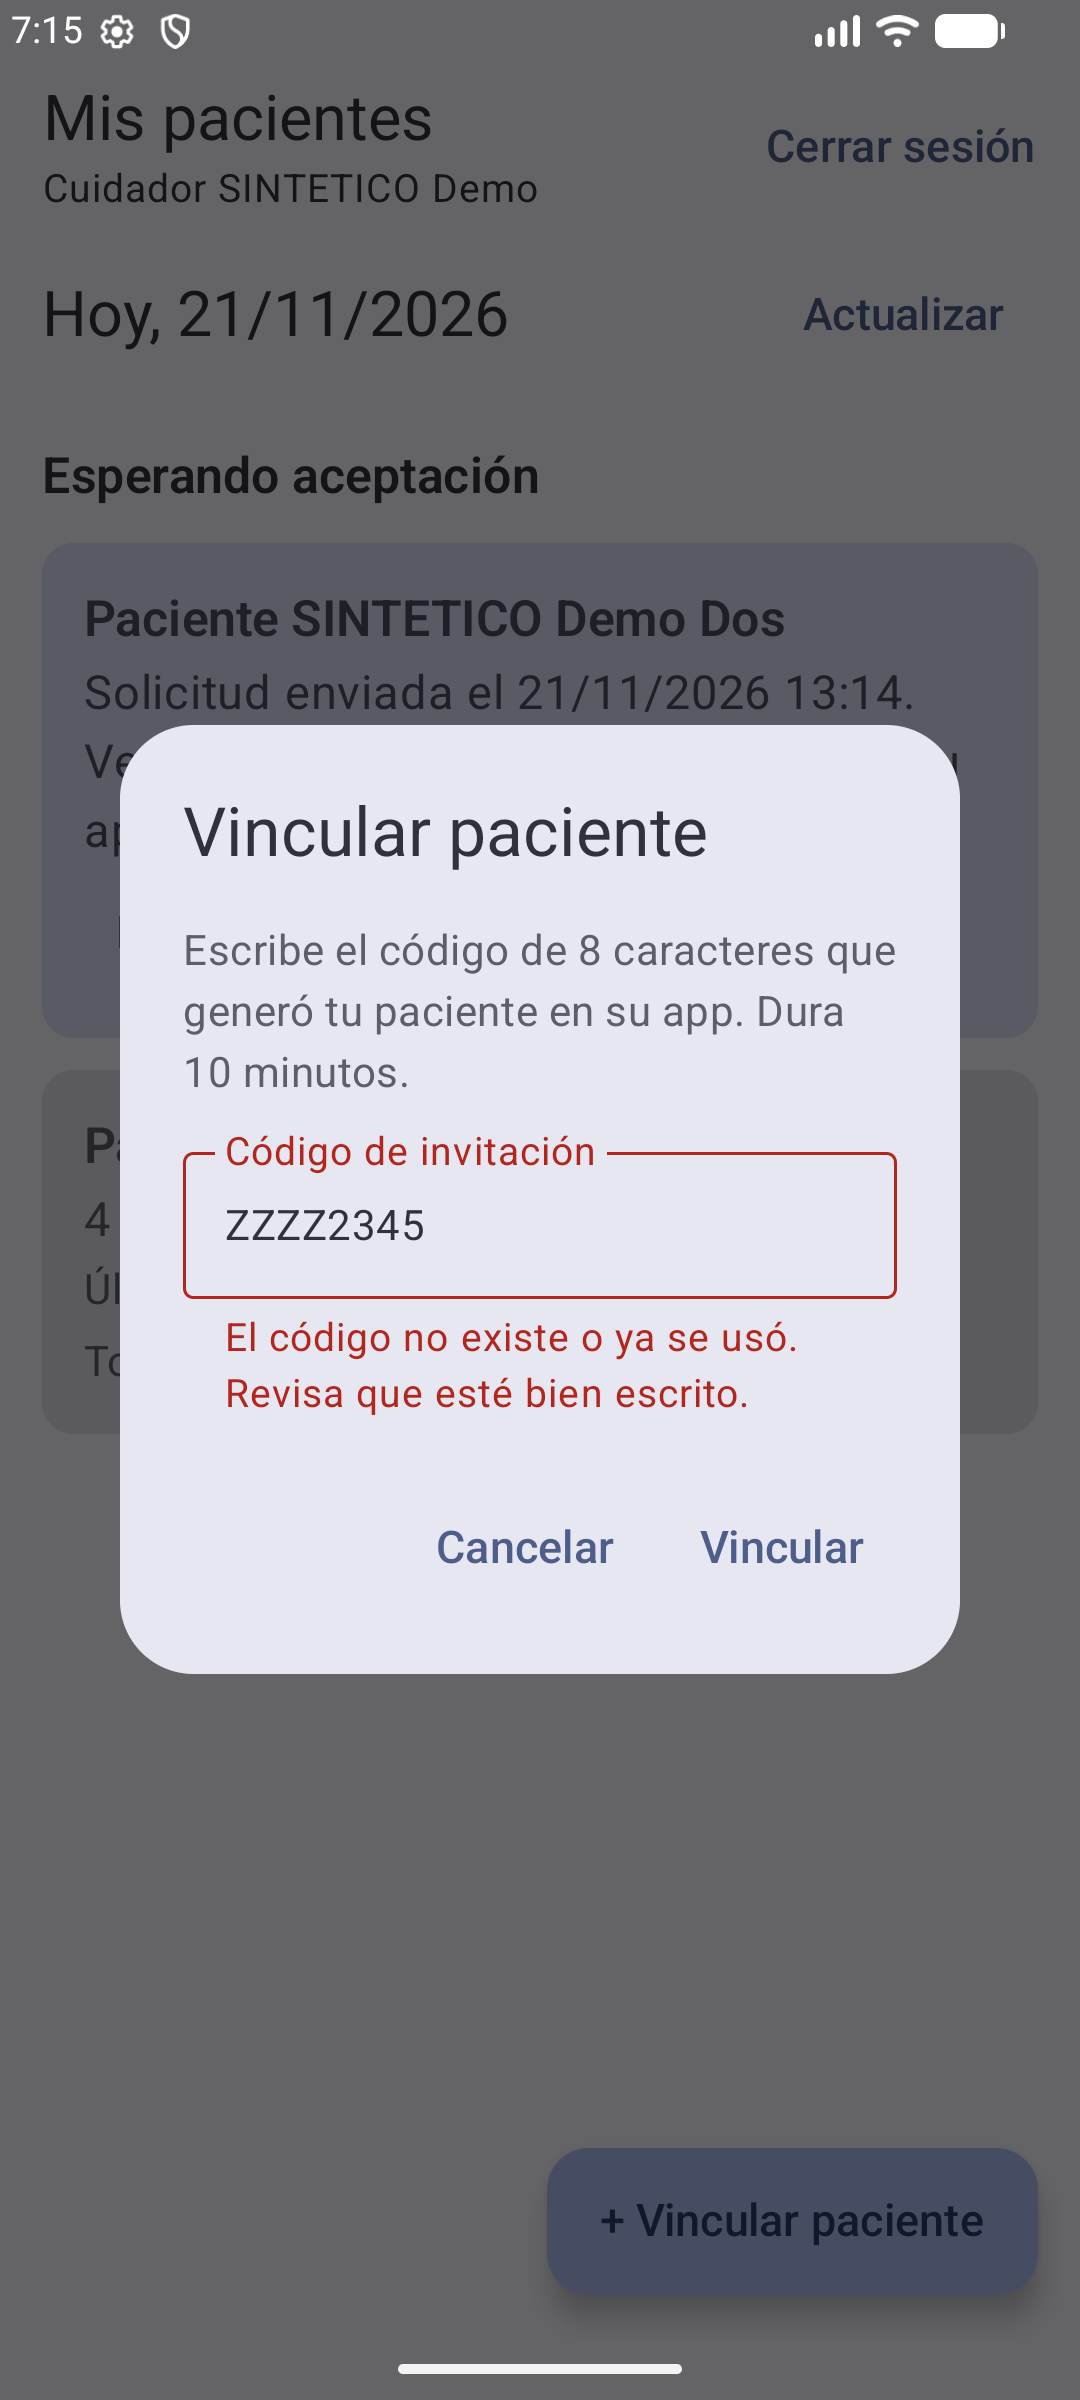 7:15
Mis pacientes
Cerrar sesión
Cuidador SINTETICO Demo
Hoy, 21/11/2026
Actualizar
Esperando aceptación
Paciente SINTETICO Demo Dos
Solicitud enviada el 21/11/2026 13:14.
Vincular paciente
Escribe el código de 8 caracteres que
generó tu paciente en su app. Dura
10 minutos.
Código de invitación
ZZZZ2345
El código no existe o ya se usó.
Revisa que esté bien escrito.
4
Cancelar
Vincular
+ Vincular paciente